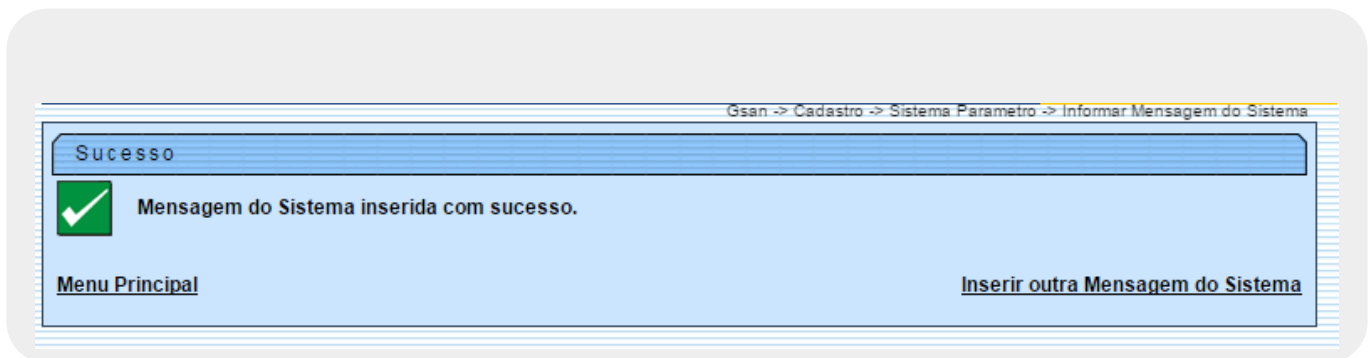 Gsan -> Cadastro -> Sistema Parametro -> Informar Mensagem do Sistema
Sucesso
Mensagem do Sistema inserida com sucesso.
Menu Principal
Inserir outra Mensagem do Sistema